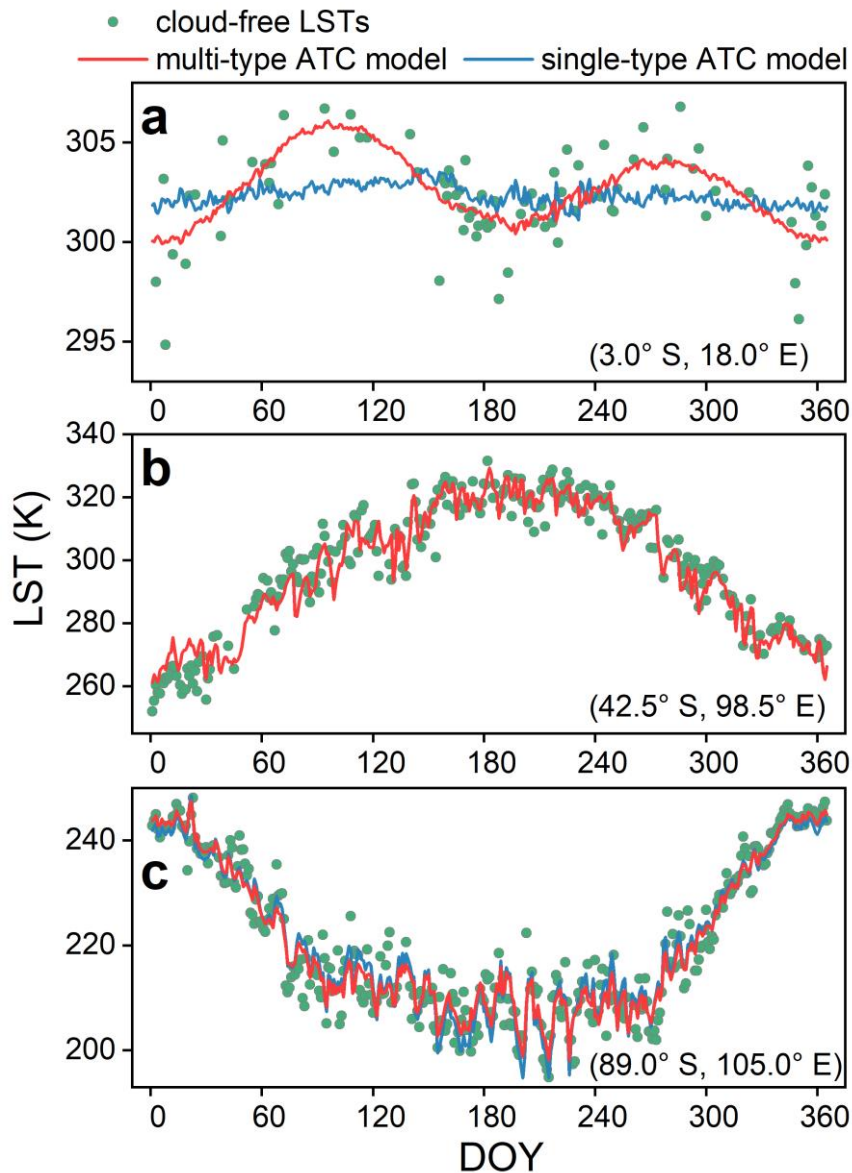 cloud-free LSTs
multi-type ATC model single-type ATC model
a
305
300
295
(3.0° S, 18.0° E)
0 60 120 180 240 300 360
b
340
320
300
280
260
(42.5° S, 98.5° E)
0 60 120 180 240 300 360
LST (K)
c
240
220
200
(89.0° S, 105.0° E)
0 60 120 180 240 300 360
DOY